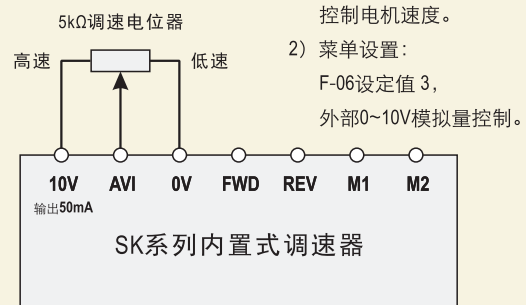 5kΩ调速电位器
高速
低速
控制电机速度。
2）菜单设置：
F-06设定值 3，
外部0~10V模拟量控制。
10V AVI 0V FWD REV M1 M2
输出50mA
SK系列内置式调速器